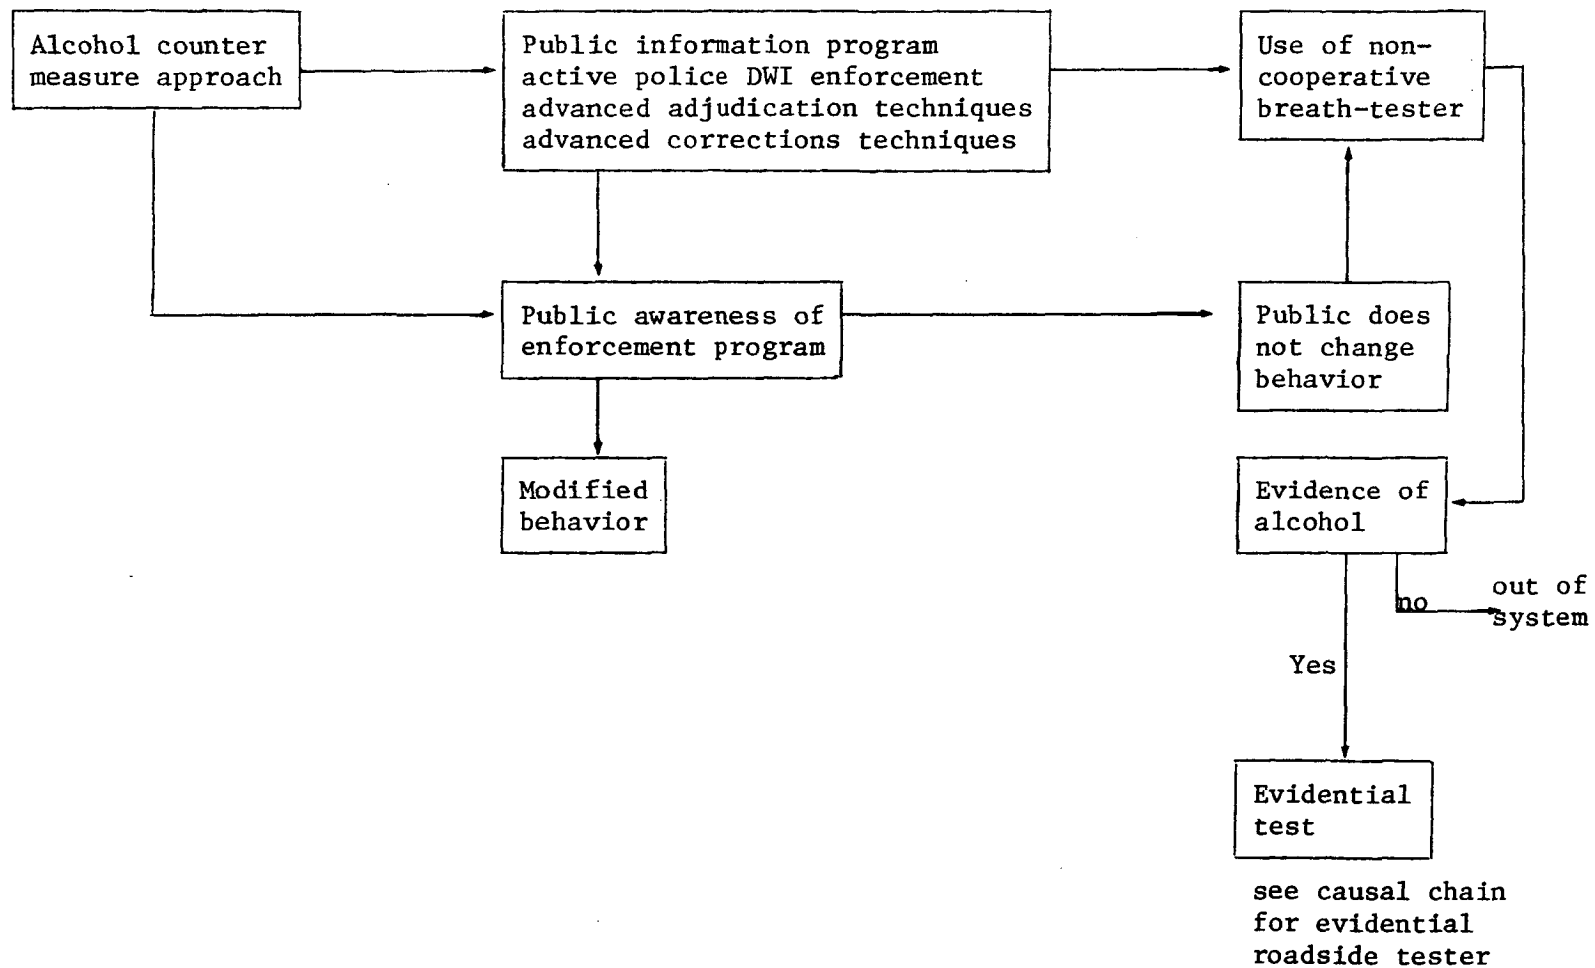 Alcohol counter
measure approach
Public information program
active police DWI enforcement
advanced adjudication techniques
advanced corrections techniques
Use of non-
cooperative
breath-tester
Public awareness of
enforcement program
Public does
not change
behavior
Modified
behavior
Evidence of
alcohol
no
out of
system
Yes
Evidential
test
see causal chain
for evidential
roadside tester